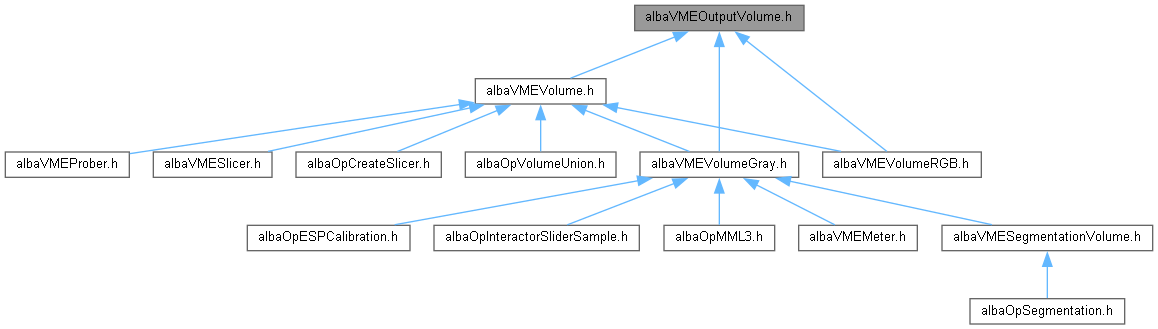 albaVMEOutputVolume.h
albaVMEVolume.h
albaVMEProber.h
albaVMESlicer.h
albaOpCreateSlicer.h
albaOpVolumeUnion.h
albaVMEVolumeGray.h
albaVMEVolumeRGB.h
albaOpESPCalibration.h
albaOpInteractorSliderSample.h
albaOpMML3.h
albaVMEMeter.h
albaVMESegmentationVolume.h
albaOpSegmentation.h